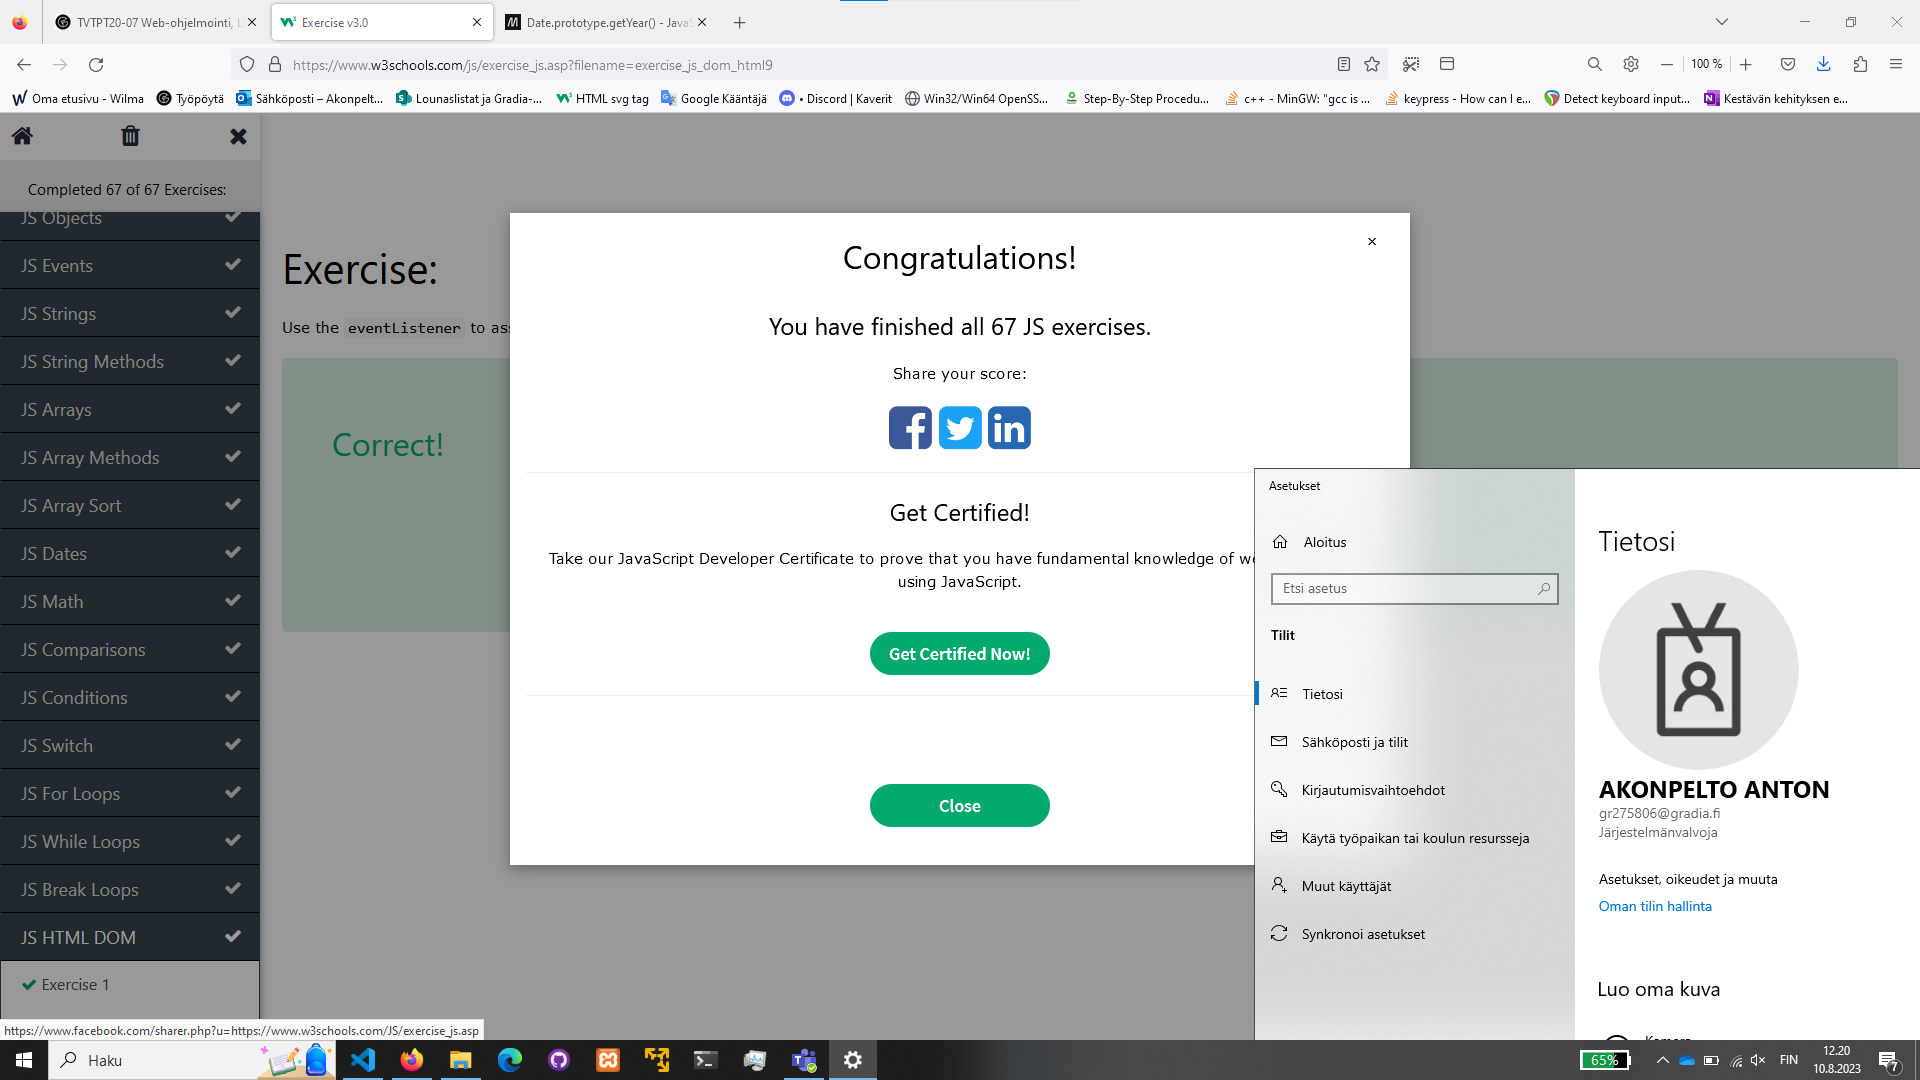 TVTPT20-07 Web-ohjelmointi, L
Exercise v3.0
Date.prototype.getYear() - JavaS
https://www.w3schools.com/js/exercise_js.asp?filename=exercise_js_dom_html9
100 %
Oma etusivu - Wilma
Työpöytä
Sähköposti – Akonpelt...
Lounaslistat ja Gradia-...
HTML svg tag
Google Kääntäjä
• Discord | Kaverit
Win32/Win64 OpenSS...
Step-By-Step Procedu...
c++ - MinGW: "gcc is ...
keypress - How can I e...
Detect keyboard input...
Kestävän kehityksen e...
Completed 67 of 67 Exercises:
JS Objects
JS Events
JS Strings
JS String Methods
JS Arrays
JS Array Methods
JS Array Sort
JS Dates
JS Math
JS Comparisons
JS Conditions
JS Switch
JS For Loops
JS While Loops
JS Break Loops
JS HTML DOM
Exercise 1
Exercise:
Use the eventListener to ass
Correct!
Congratulations!
You have finished all 67 JS exercises.
Share your score:
Get Certified!
Take our JavaScript Developer Certificate to prove that you have fundamental knowledge of we
using JavaScript.
Get Certified Now!
Close
Asetukset
Aloitus
Etsi asetus
Tilit
Tietosi
Sähköposti ja tilit
Kirjautumisvaihtoehdot
Käytä työpaikan tai koulun resursseja
Muut käyttäjät
Synkronoi asetukset
Tietosi
AKONPELTO ANTON
gr275806@gradia.fi
Järjestelmänvalvoja
Asetukset, oikeudet ja muuta
Oman tilin hallinta
Luo oma kuva
https://www.facebook.com/sharer.php?u=https://www.w3schools.com/JS/exercise_js.asp
Haku
65%
FIN
12.20
10.8.2023
7